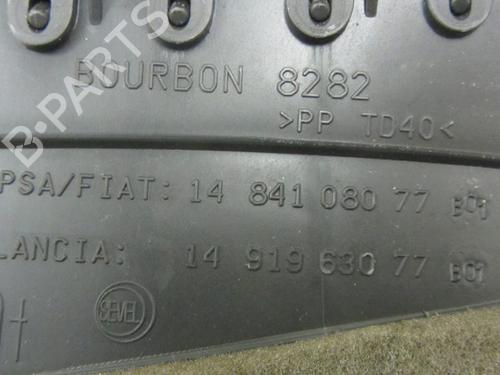 BOURBON 8282
>PP TD40<
PSA/FIAT: 14 841 080 77 B01
LANCIA: 14 919 630 77 B01
SEVEL
B-PARTS